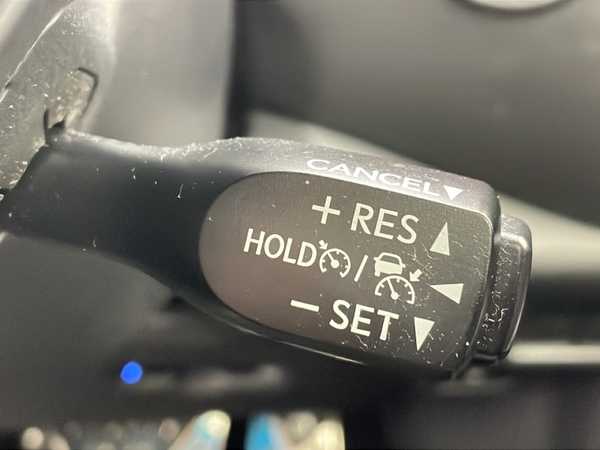 CANCEL▼
+ RES ▲
HOLD / ◀
− SET ▼